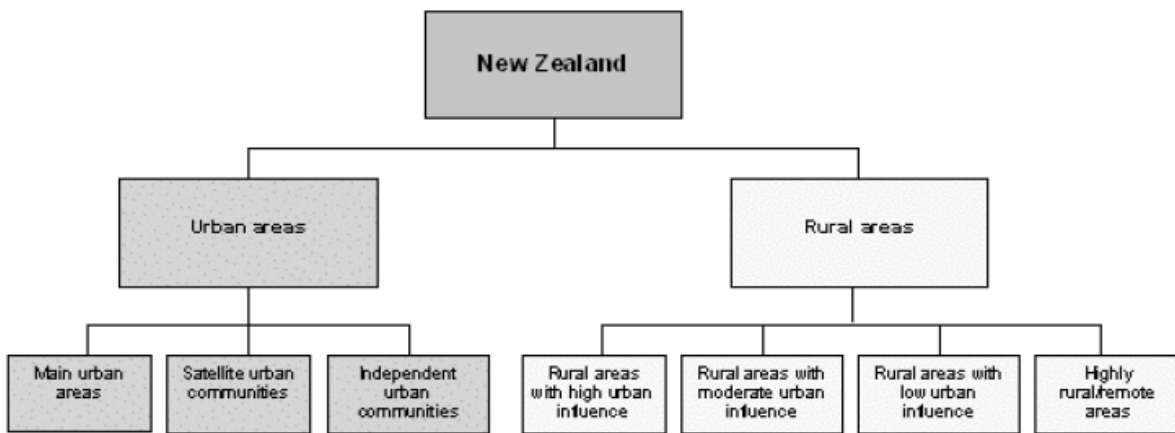 New Zealand
Urban areas
Rural areas
Main urban
areas
Satellite urban
communities
Independent
urban
communities
Rural areas
with high urban
influence
Rural areas with
moderate urban
influence
Rural areas with
low urban
influence
Highly
rural/remote
areas